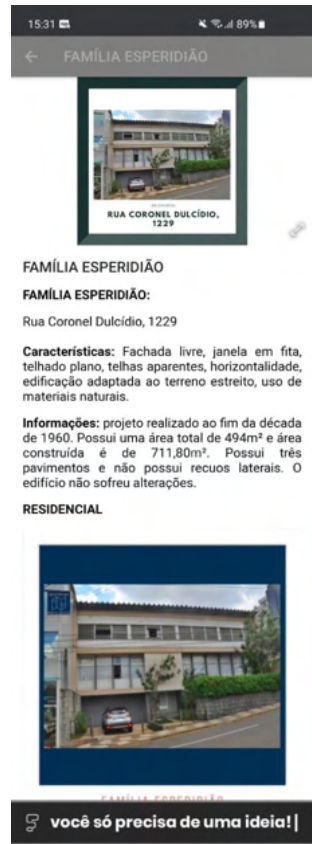 15:31
89%
FAMÍLIA ESPERIDIÃO
RUA CORONEL DULCÍDIO,
1229
FAMÍLIA ESPERIDIÃO
FAMÍLIA ESPERIDIÃO:
Rua Coronel Dulcídio, 1229
Características: Fachada livre, janela em fita,
telhado plano, telhas aparentes, horizontalidade,
edificação adaptada ao terreno estreito, uso de
materiais naturais.
Informações: projeto realizado ao fim da década
de 1960. Possui uma área total de 494m² e área
construída é de 711,80m². Possui três
pavimentos e não possui recuos laterais. O
edifício não sofreu alterações.
RESIDENCIAL
FAMÍLIA ESPERIDIÃO
você só precisa de uma ideia!|